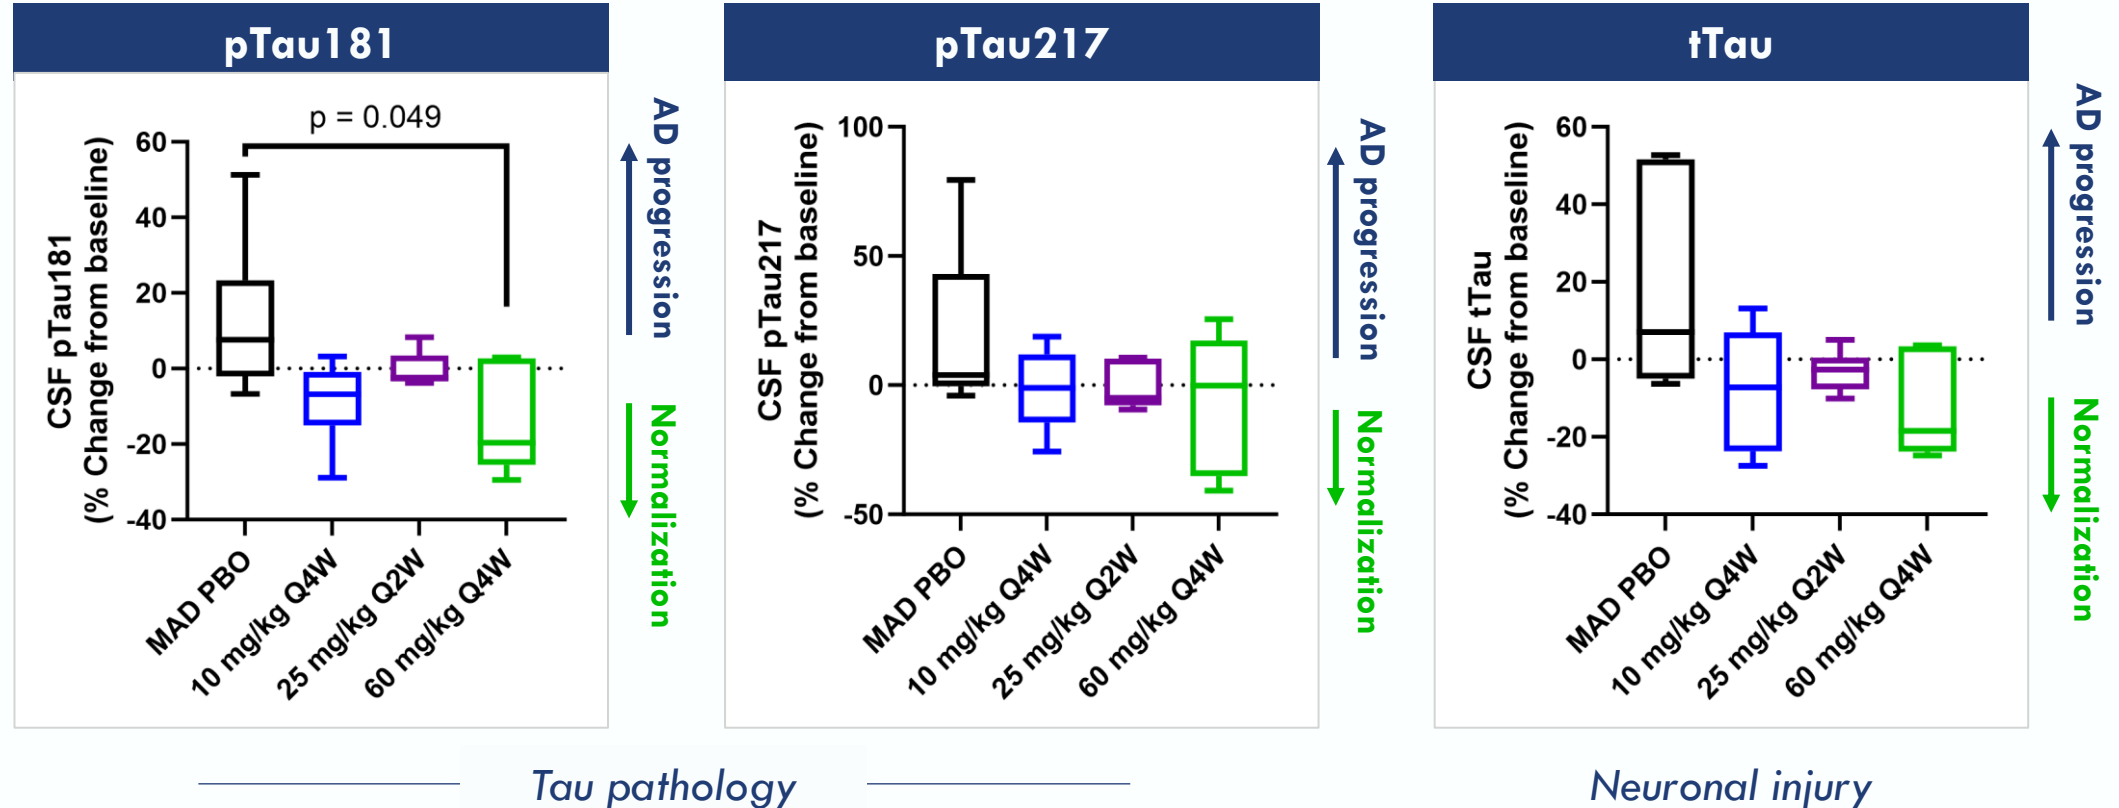 pTau181
p = 0.049
CSF pTau181
(% Change from baseline)
60
40
20
0
-20
-40
MAD PBO
10 mg/kg Q4W
25 mg/kg Q2W
60 mg/kg Q4W
AD progression
Normalization
pTau217
CSF pTau217
(% Change from baseline)
100
50
0
-50
MAD PBO
10 mg/kg Q4W
25 mg/kg Q2W
60 mg/kg Q4W
AD progression
Normalization
tTau
CSF tTau
(% Change from baseline)
60
40
20
0
-20
-40
MAD PBO
10 mg/kg Q4W
25 mg/kg Q2W
60 mg/kg Q4W
AD progression
Normalization
Tau pathology
Neuronal injury